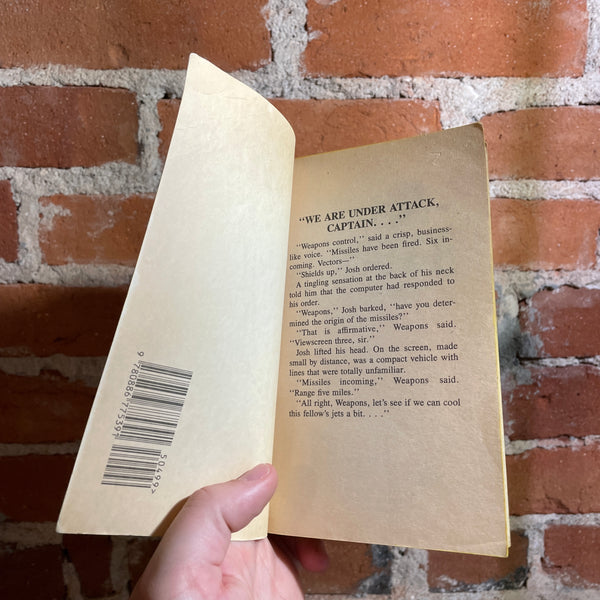 "WE ARE UNDER ATTACK,
CAPTAIN. . . ."
"Weapons control," said a crisp, business-
like voice. "Missiles have been fired. Six in-
coming. Vectors—"
"Shields up," Josh ordered.
A tingling sensation at the back of his neck
told him that the computer had responded to
his order.
"Weapons," Josh barked, "have you deter-
mined the origin of the missiles?"
"That is affirmative," Weapons said.
"Viewscreen three, sir."
Josh lifted his head. On the screen, made
small by distance, was a compact vehicle with
lines that were totally unfamiliar.
"Missiles incoming," Weapons said.
"Range five miles."
"All right, Weapons, let's see if we can cool
this fellow's jets a bit. . . ."
9 780886 775391
50499>